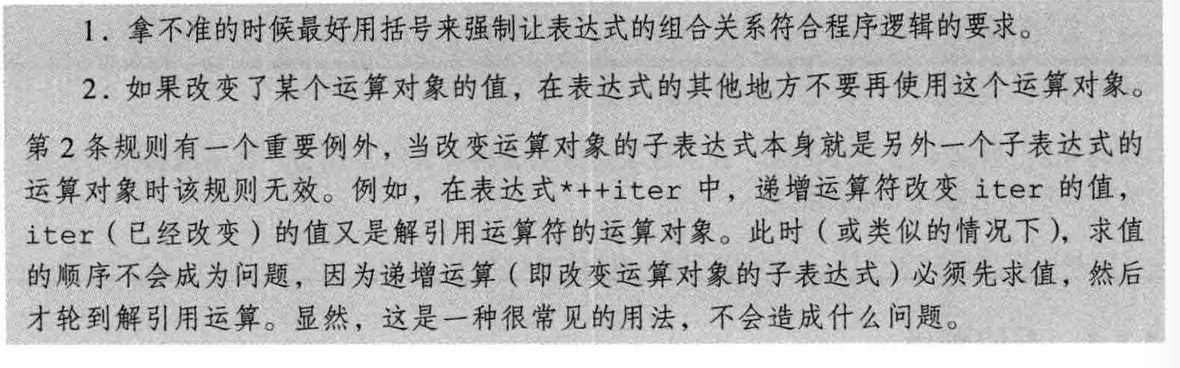 1. 拿不准的时候最好用括号来强制让表达式的组合关系符合程序逻辑的要求。
2. 如果改变了某个运算对象的值，在表达式的其他地方不要再使用这个运算对象。
第 2 条规则有一个重要例外，当改变运算对象的子表达式本身就是另外一个子表达式的
运算对象时该规则无效。例如，在表达式*++iter 中，递增运算符改变 iter 的值，
iter（已经改变）的值又是解引用运算符的运算对象。此时（或类似的情况下），求值
的顺序不会成为问题，因为递增运算（即改变运算对象的子表达式）必须先求值，然后
才轮到解引用运算。显然，这是一种很常见的用法，不会造成什么问题。